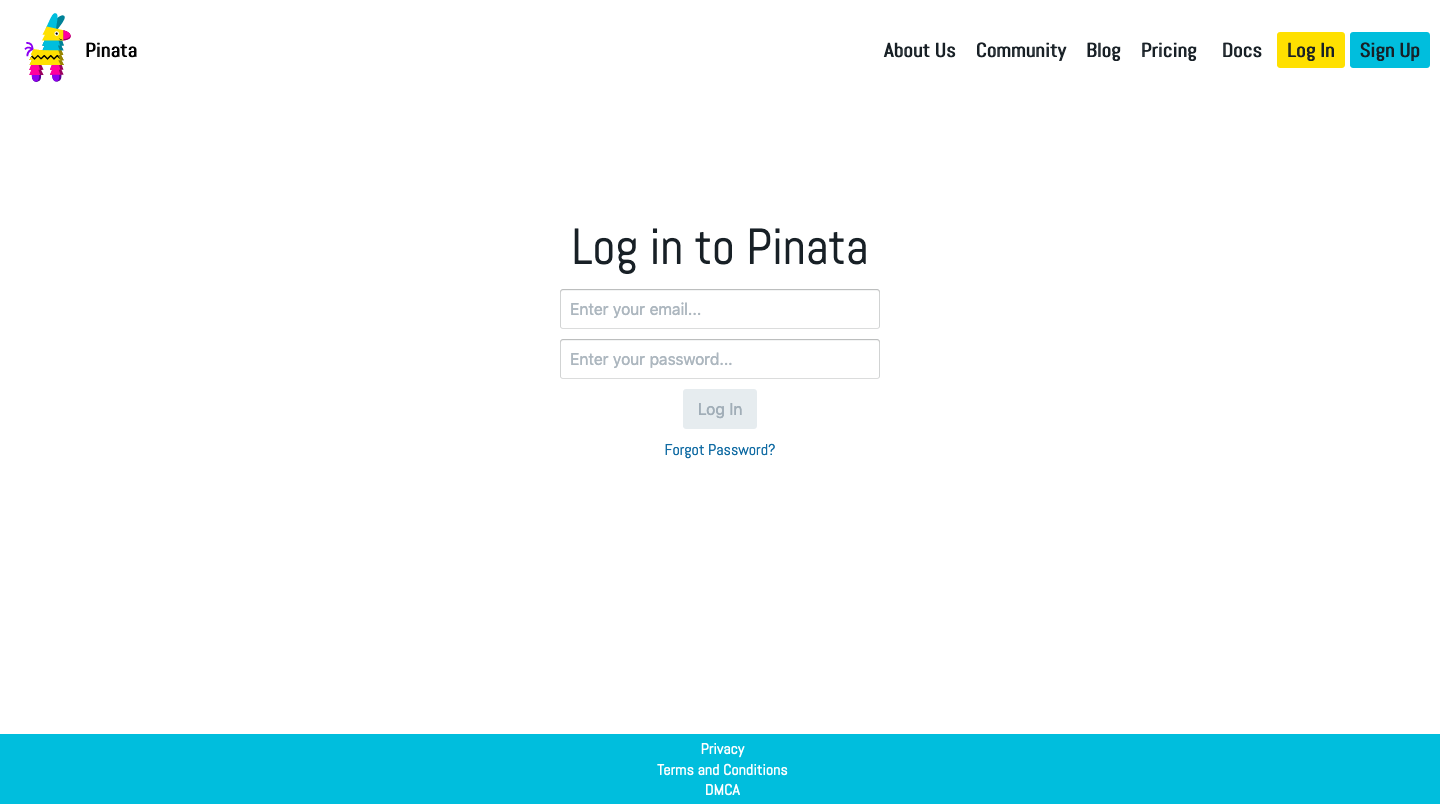 Pinata
About Us Community Blog Pricing Docs Log In Sign Up
Log in to Pinata
Enter your email...
Enter your password...
Log In
Forgot Password?
Privacy
Terms and Conditions
DMCA